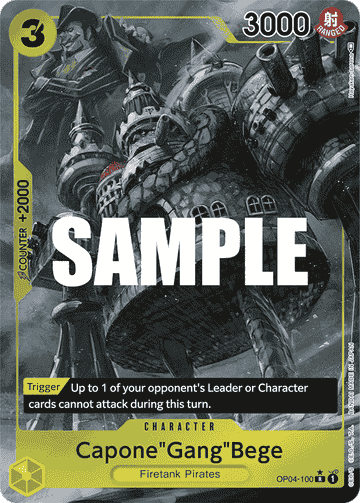 3
3000
射
RANGED
COUNTER +2000
SAMPLE
Trigger Up to 1 of your opponent's Leader or Character
cards cannot attack during this turn.
CHARACTER
Capone"Gang"Bege
Firetank Pirates
OP04-100 R 1